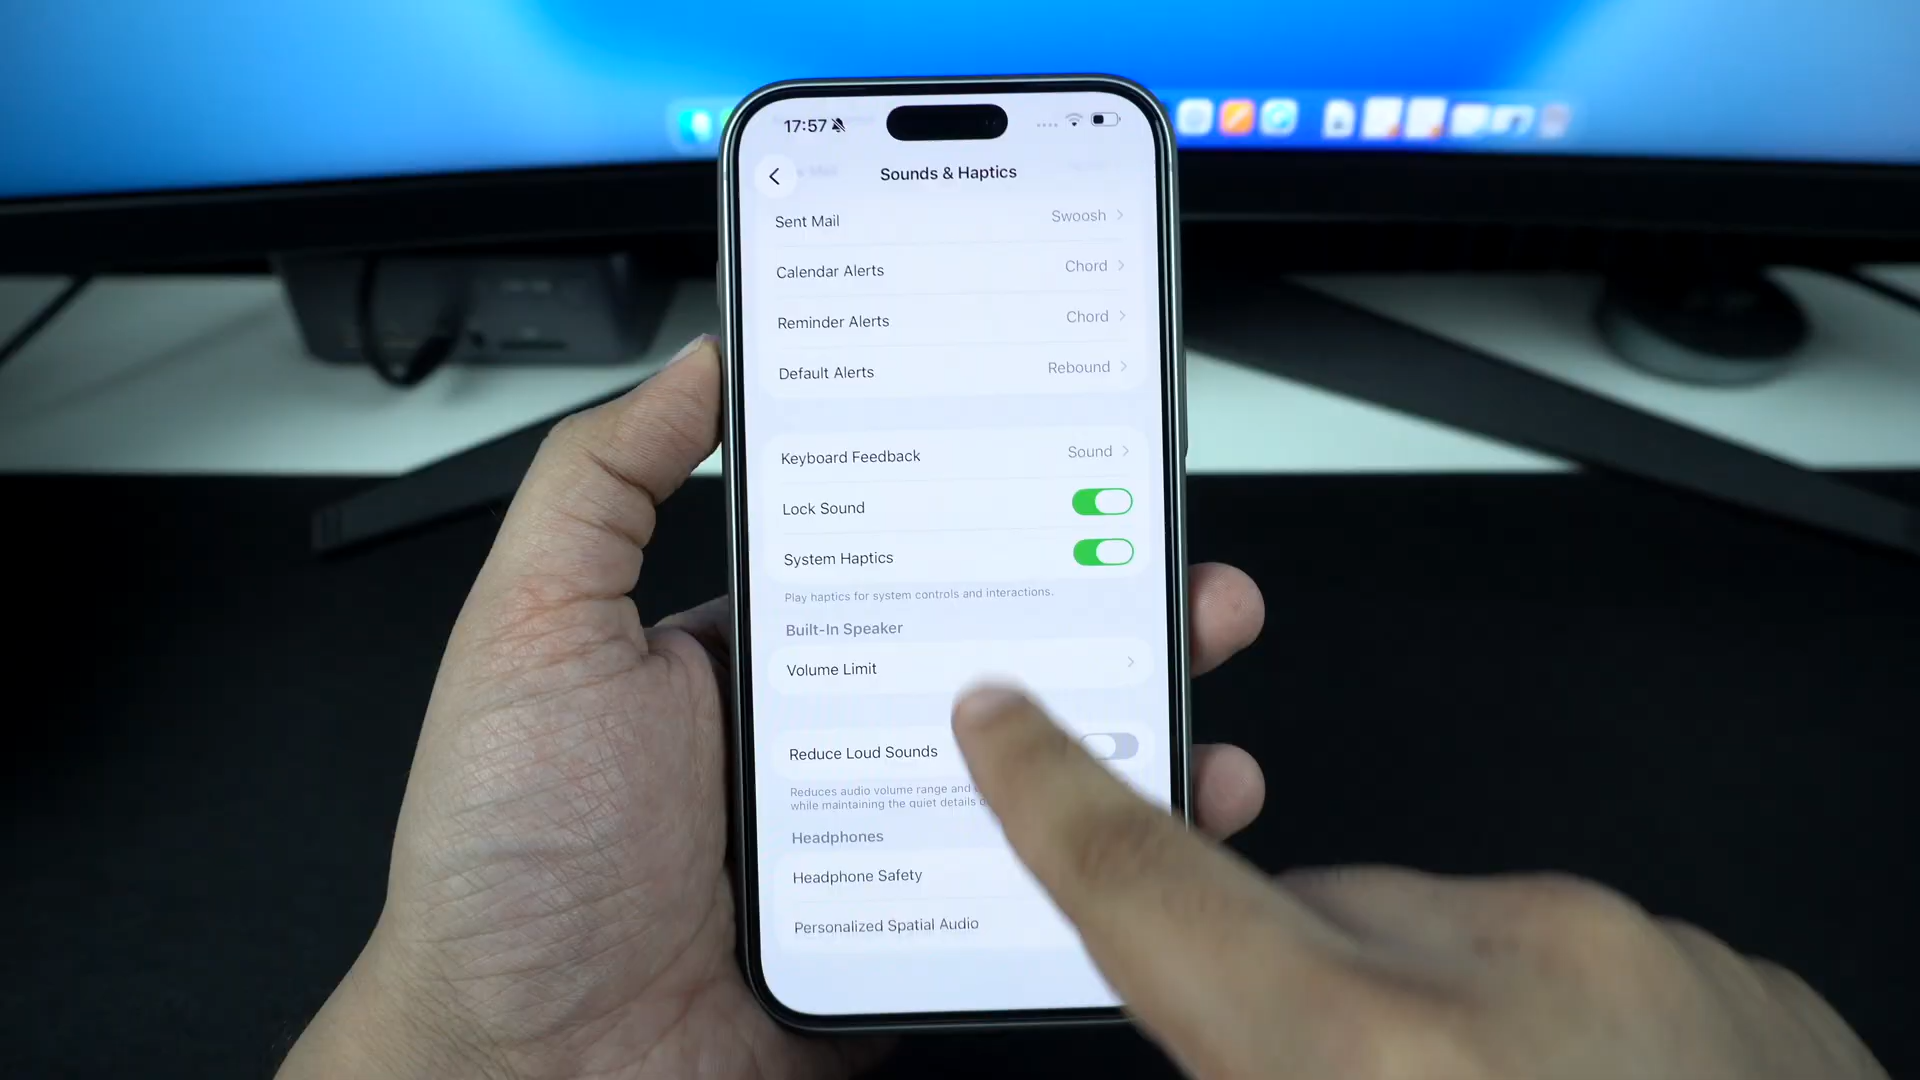 17:57
Sounds & Haptics
Sent Mail Swoosh
Calendar Alerts Chord
Reminder Alerts Chord
Default Alerts Rebound
Keyboard Feedback Sound
Lock Sound
System Haptics
Play haptics for system controls and interactions.
Built-In Speaker
Volume Limit
Reduce Loud Sounds
Reduces audio volume range and
while maintaining the quiet details
Headphones
Headphone Safety
Personalized Spatial Audio